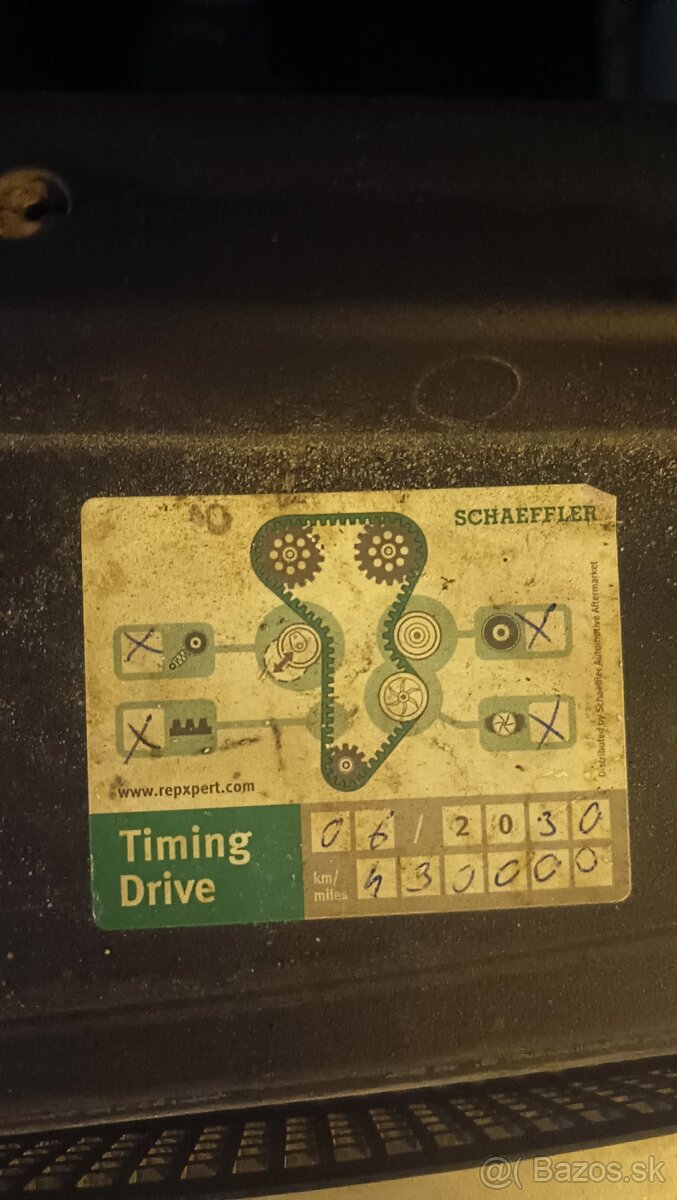 SCHAEFFLER
Distributed by Schaeffler Automotive Aftermarket
X
X
X
X
www.repxpert.com
Timing
Drive
06/2030
km/
miles
430000
@( Bazos.sk